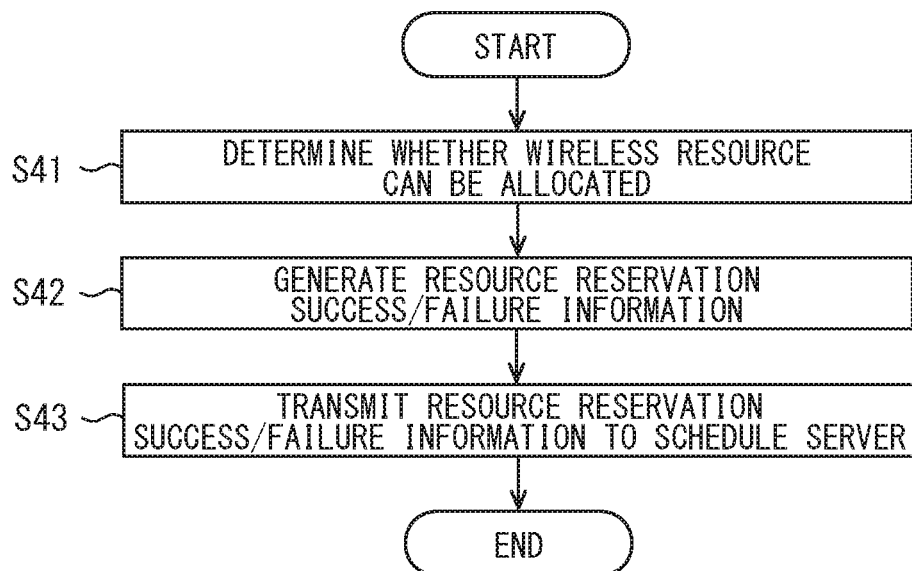 START
S41
DETERMINE WHETHER WIRELESS RESOURCE
CAN BE ALLOCATED
S42
GENERATE RESOURCE RESERVATION
SUCCESS/FAILURE INFORMATION
S43
TRANSMIT RESOURCE RESERVATION
SUCCESS/FAILURE INFORMATION TO SCHEDULE SERVER
END